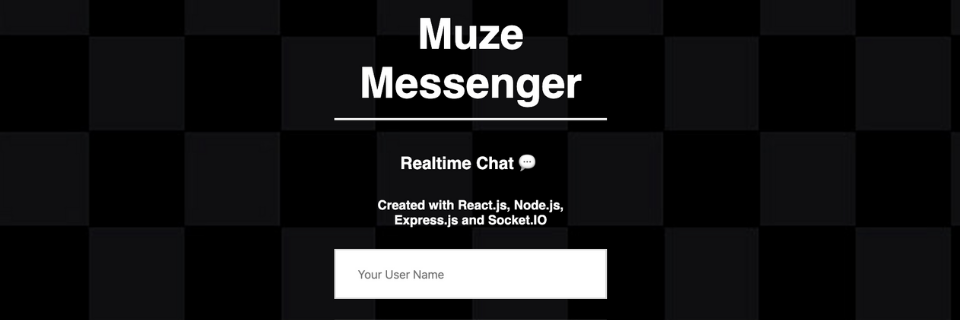 Muze
Messenger
Realtime Chat 💬
Created with React.js, Node.js,
Express.js and Socket.IO
Your User Name